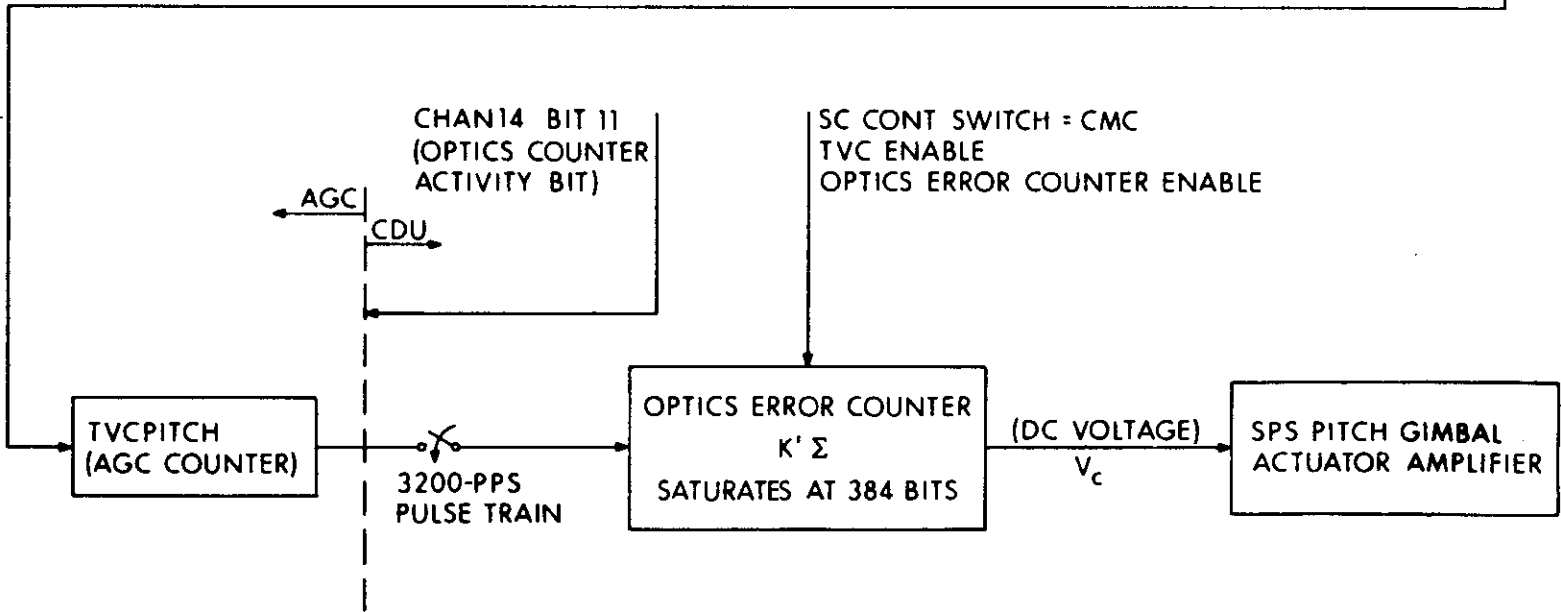 CHAN14 BIT 11
(OPTICS COUNTER
ACTIVITY BIT)
SC CONT SWITCH = CMC
TVC ENABLE
OPTICS ERROR COUNTER ENABLE
AGC
CDU
TVCPITCH
(AGC COUNTER)
3200-PPS
PULSE TRAIN
OPTICS ERROR COUNTER
K' Σ
SATURATES AT 384 BITS
(DC VOLTAGE)
Vc
SPS PITCH GIMBAL
ACTUATOR AMPLIFIER